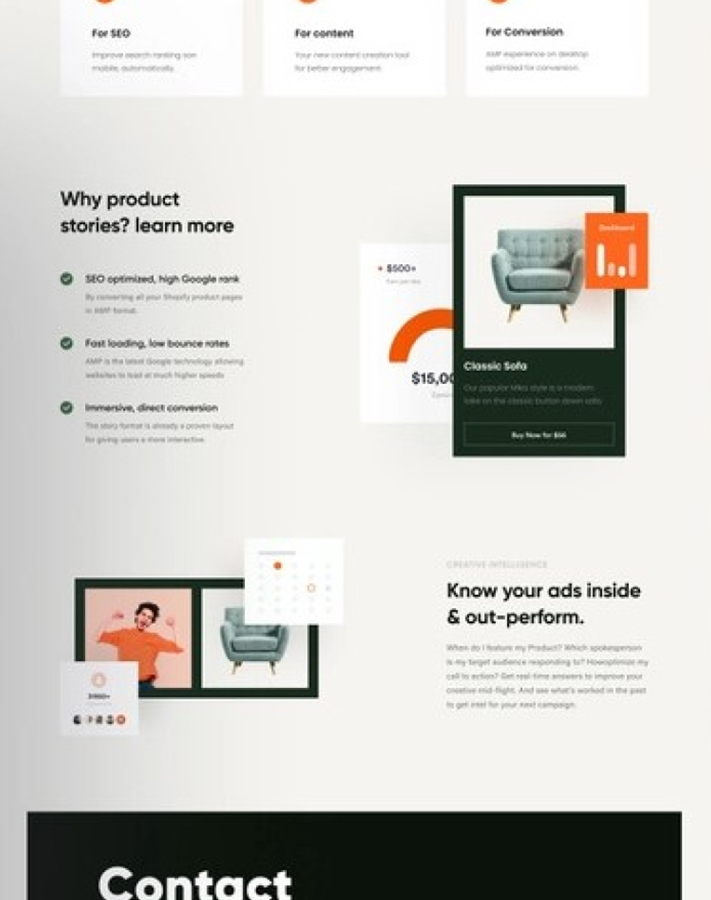 For SEO
Improve search ranking son
mobile, automatically.
For content
Your new content creation tool
for better engagement.
For Conversion
AMP experience on desktop
optimized for conversion.
Why product
stories? learn more
SEO optimized, high Google rank
By converting all your Shopify product pages
in AMP format.
Fast loading, low bounce rates
AMP is the latest Google technology allowing
websites to load at much higher speeds
Immersive, direct conversion
The story format is already a proven layout
for giving users a more interactive.
$500+
$15,00
Dashboard
Classic Sofa
Our popular Miles style is a modern
take on the classic button down sofa.
Buy Now for $56
CREATIVE INTELLIGENCE
Know your ads inside
& out-perform.
When do I feature my Product? Which spokesperson
is my target audience responding to? Howoptimize my
call to action? Get real-time answers to improve your
creative mid-flight. And see what's worked in the past
to get intel for your next campaign.
Contact